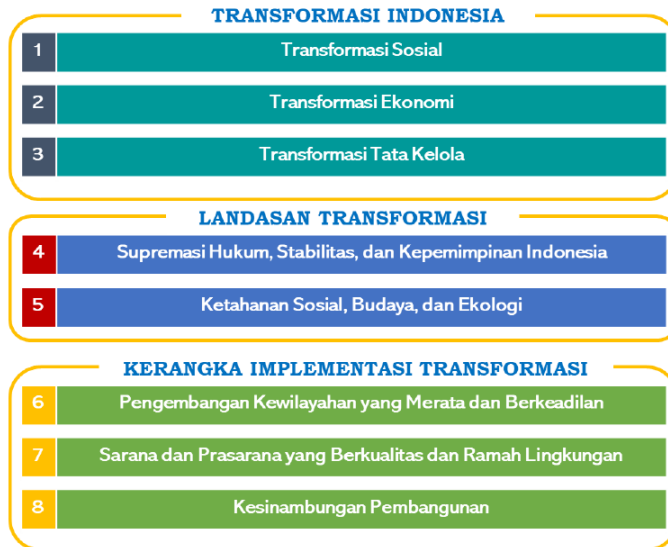 TRANSFORMASI INDONESIA
1 Transformasi Sosial
2 Transformasi Ekonomi
3 Transformasi Tata Kelola
LANDASAN TRANSFORMASI
4 Supremasi Hukum, Stabilitas, dan Kepemimpinan Indonesia
5 Ketahanan Sosial, Budaya, dan Ekologi
KERANGKA IMPLEMENTASI TRANSFORMASI
6 Pengembangan Kewilayahan yang Merata dan Berkeadilan
7 Sarana dan Prasarana yang Berkualitas dan Ramah Lingkungan
8 Kesinambungan Pembangunan